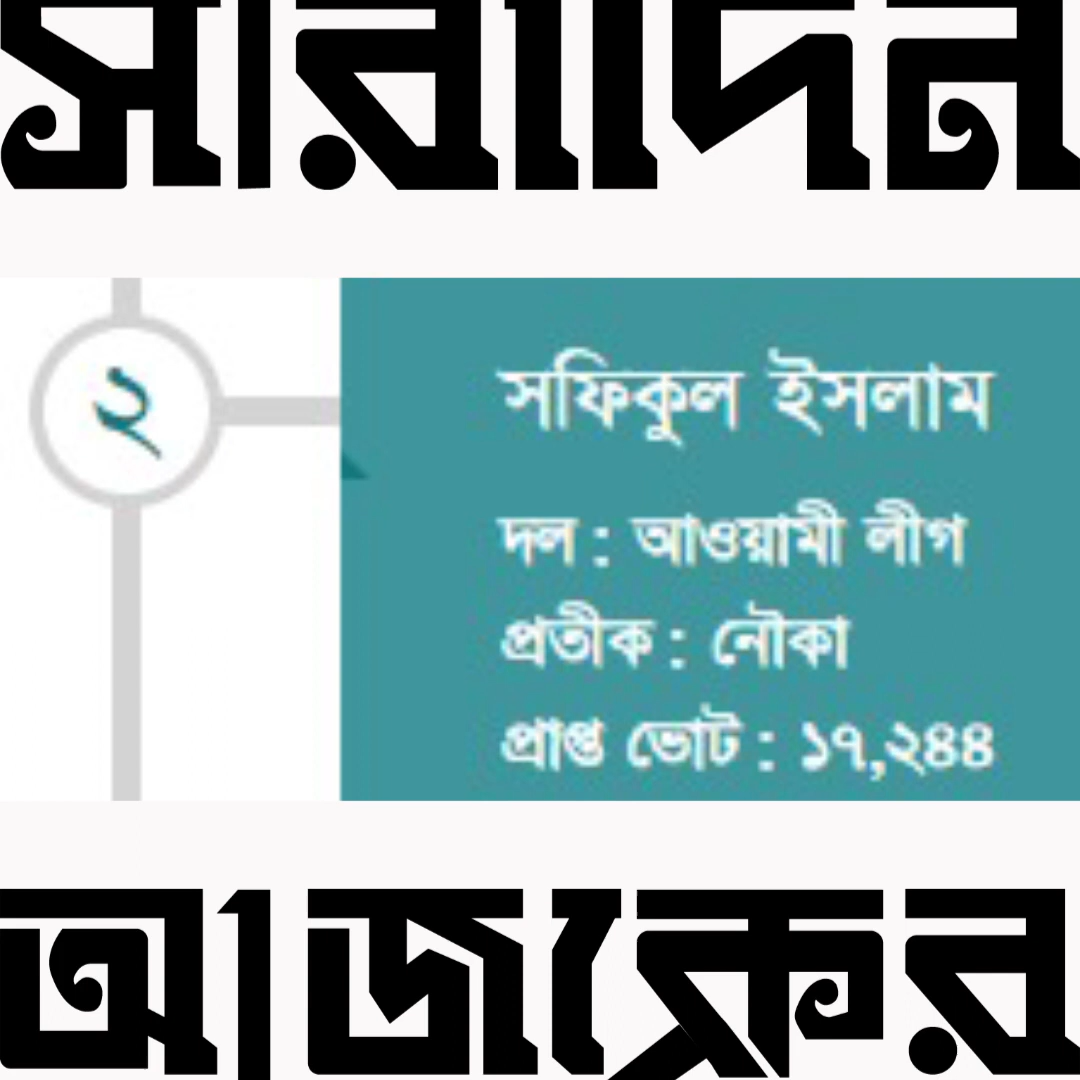 সারাদিন
২
সফিকুল ইসলাম
দল : আওয়ামী লীগ
প্রতীক : নৌকা
প্রাপ্ত ভোট : ১৭,২৪৪
আজকের